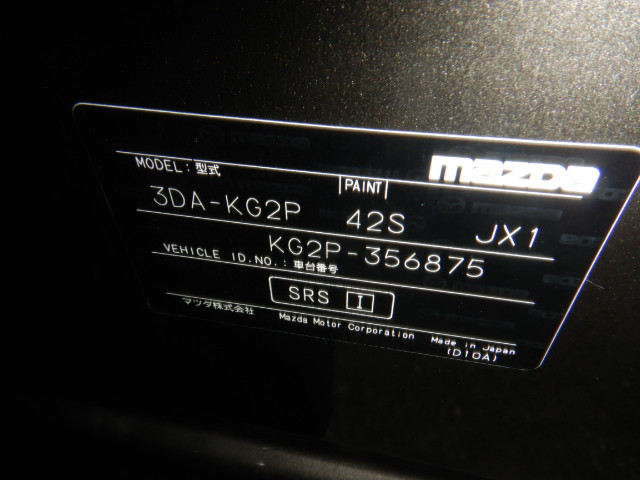 mazda
MODEL:型式
PAINT
3DA-KG2P 42S JX1
KG2P-356875
VEHICLE ID.NO.:車台番号
SRS I
マツダ株式会社 Mazda Motor Corporation Made in Japan
(D10A)